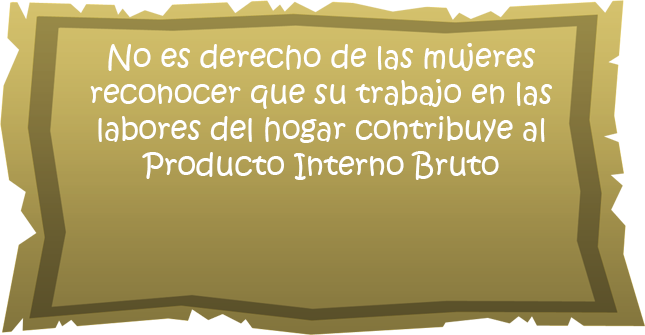 No es derecho de las mujeres
reconocer que su trabajo en las
labores del hogar contribuye al
Producto Interno Bruto